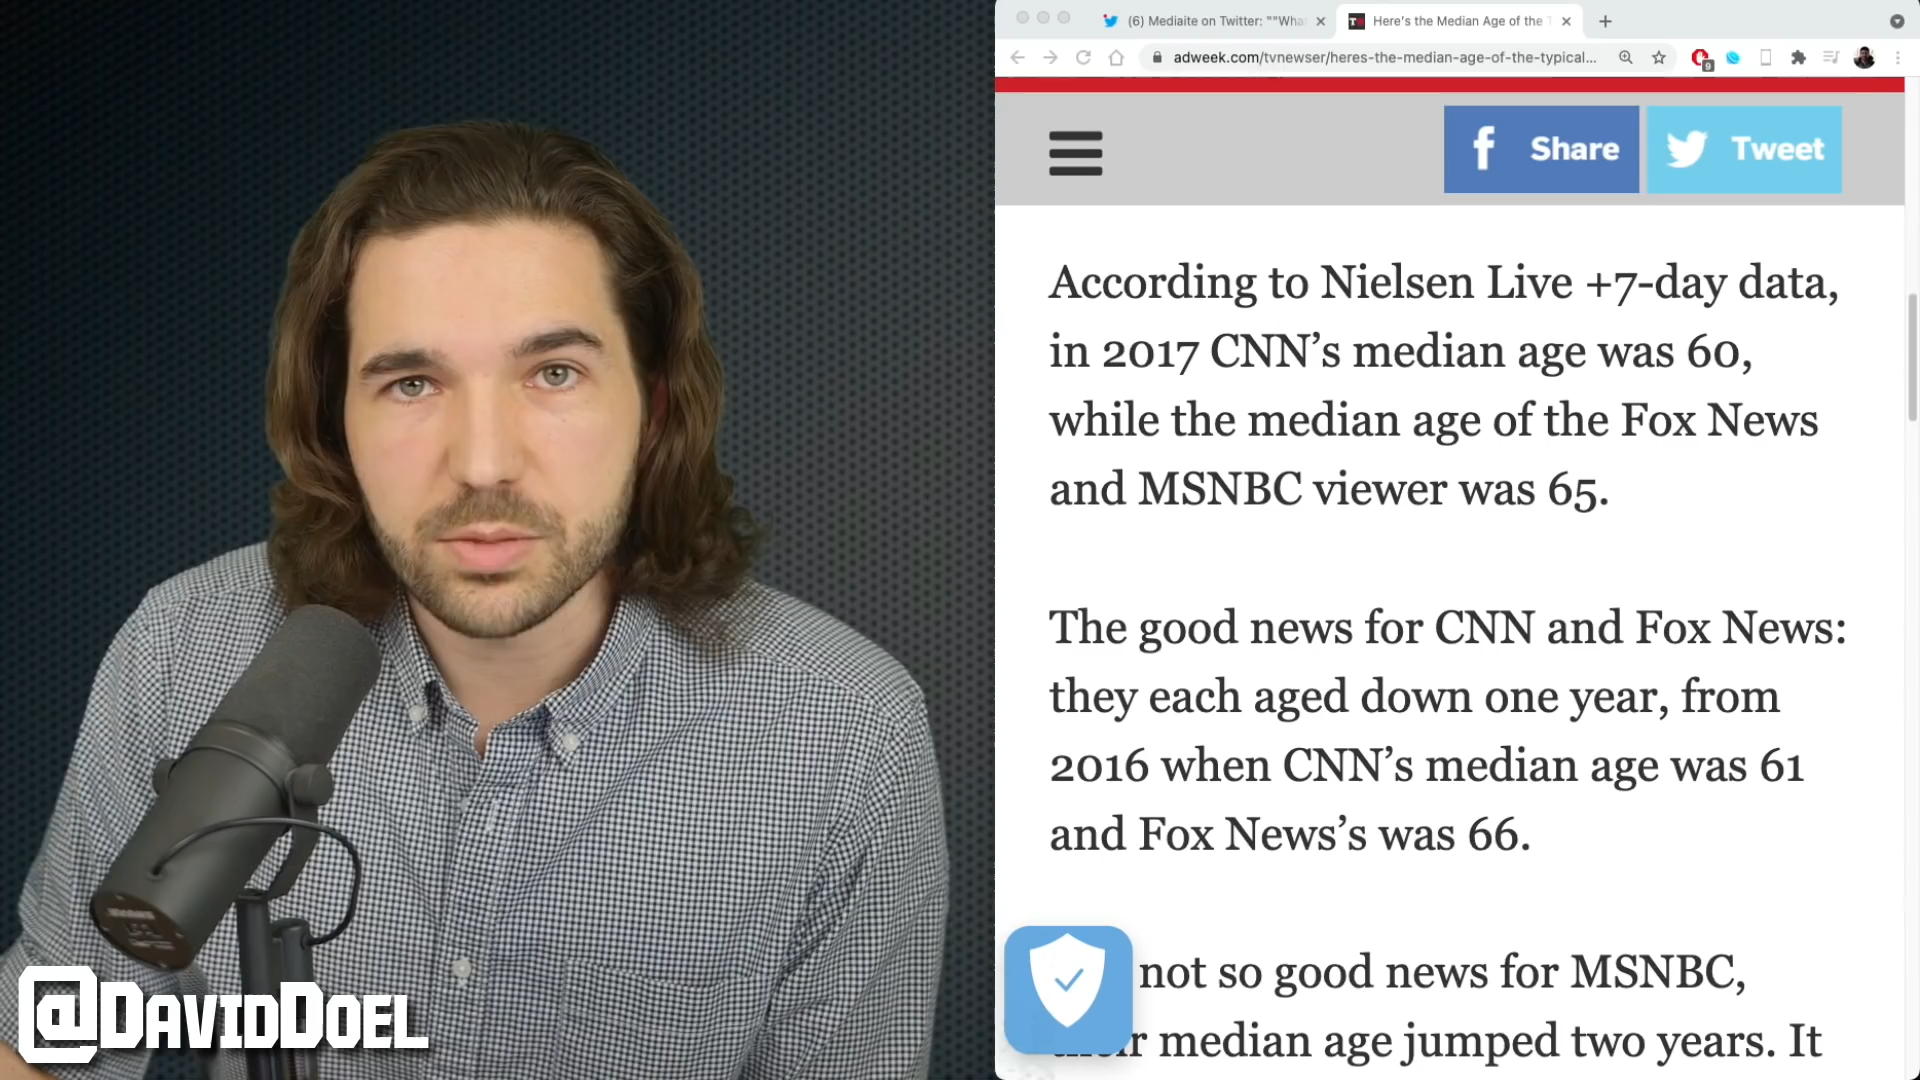 (6) Mediaite on Twitter: ""Wha
Here's the Median Age of the T
adweek.com/tvnewser/heres-the-median-age-of-the-typical...
9
f Share
Tweet
According to Nielsen Live +7-day data,
in 2017 CNN’s median age was 60,
while the median age of the Fox News
and MSNBC viewer was 65.
The good news for CNN and Fox News:
they each aged down one year, from
2016 when CNN’s median age was 61
and Fox News’s was 66.
not so good news for MSNBC,
their median age jumped two years. It
@DAVIDDOEL